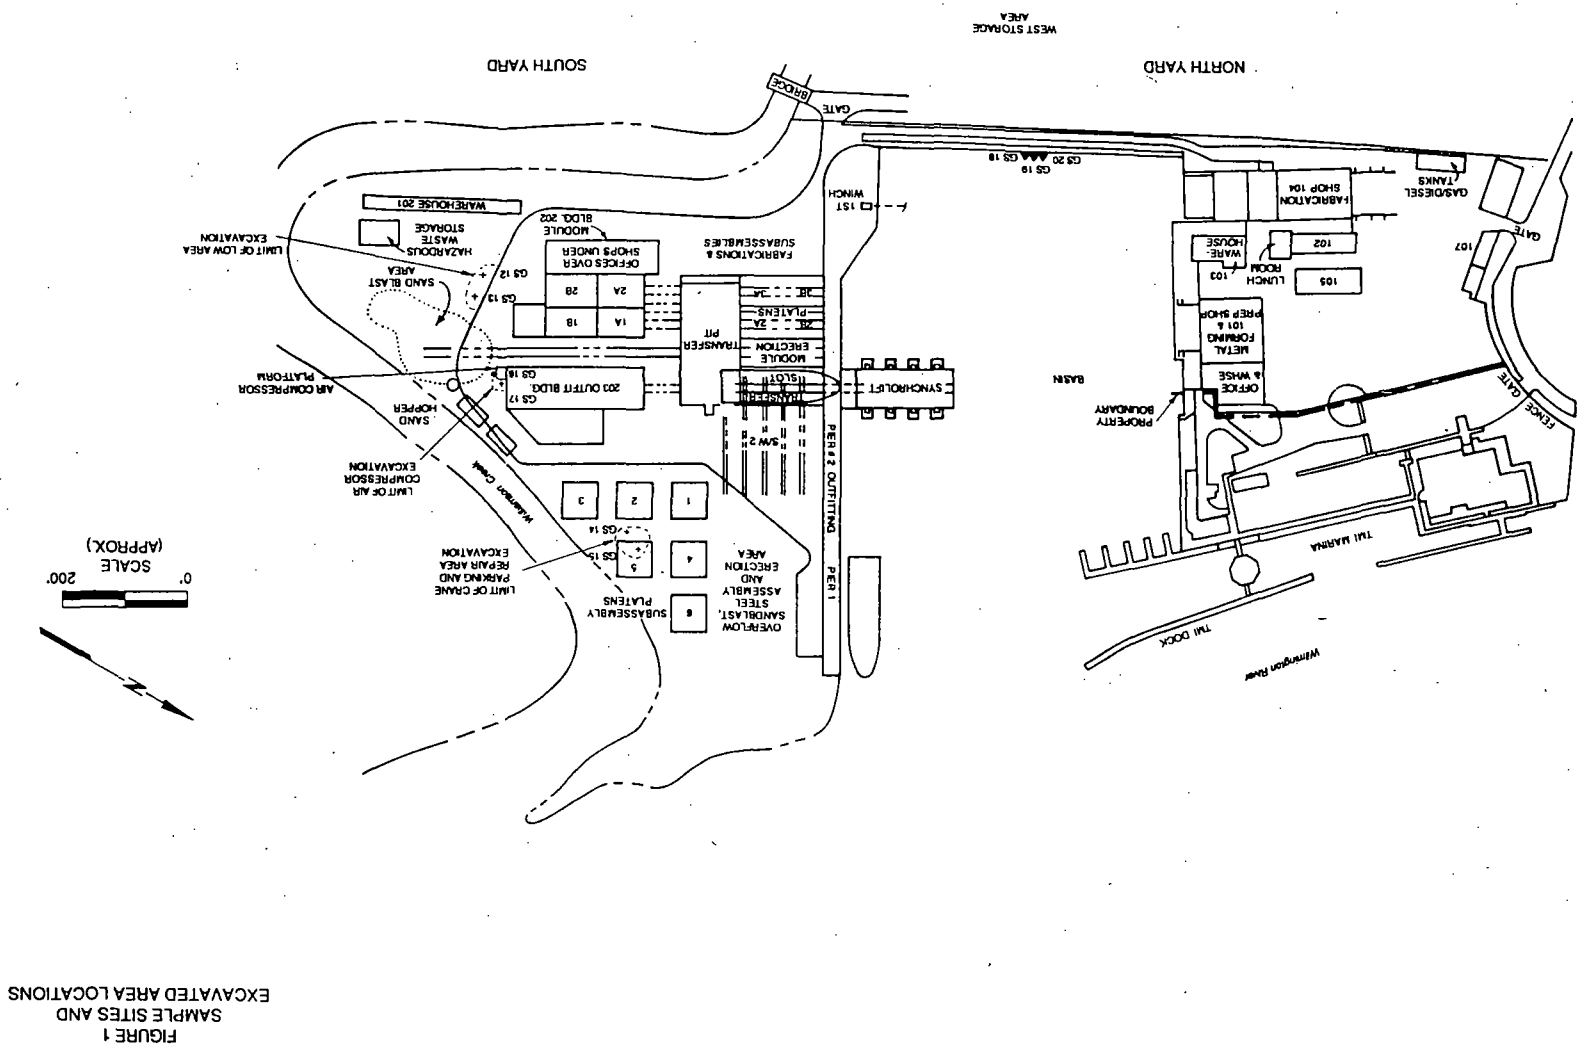 FIGURE 1
SAMPLE SITES AND
EXCAVATED AREA LOCATIONS
N
0'
200'
SCALE
(APPROX.)
Wilmington River
TMI DOCK
TMI MARINA
FENCE
GATE
PROPERTY
BOUNDARY
BASIN
OFFICE
& WHSE
METAL
FORMING
101 &
PREP SHOP
105
102
LUNCH
ROOM
103
WARE-
HOUSE
107
GATE
FABRICATION
SHOP 104
GAS/DIESEL
TANKS
GS 20
GS 19
GS 18
NORTH YARD
WEST STORAGE
AREA
PIER 1
PIER # 2 OUTFITTING
SYNCHROLIFT
1ST
WINCH
GATE
BRIDGE
OVERFLOW
SANDBLAST,
STEEL
ASSEMBLY
AND
ERECTION
AREA
6
SUBASSEMBLY
PLATENS
4
5
1
2
3
GS 15
GS 14
LIMIT OF CRANE
PARKING AND
REPAIR AREA
EXCAVATION
Wilkinson Creek
LIMIT OF AIR
COMPRESSOR
EXCAVATION
SAND
HOPPER
AIR COMPRESSOR
PLATFORM
S/W 2
TRANSFER
SLOT
MODULE
ERECTION
2B 2A
PLATENS
3B 3A
TRANSFER
PIT
203 OUTFIT BLDG.
GS 17
GS 16
1A
1B
2A
2B
OFFICES OVER
SHOPS UNDER
MODULE
BLDG. 202
FABRICATIONS &
SUBASSEMBLIES
GS 13
GS 12
SAND BLAST
AREA
HAZARDOUS
WASTE
STORAGE
LIMIT OF LOW AREA
EXCAVATION
WAREHOUSE 201
SOUTH YARD